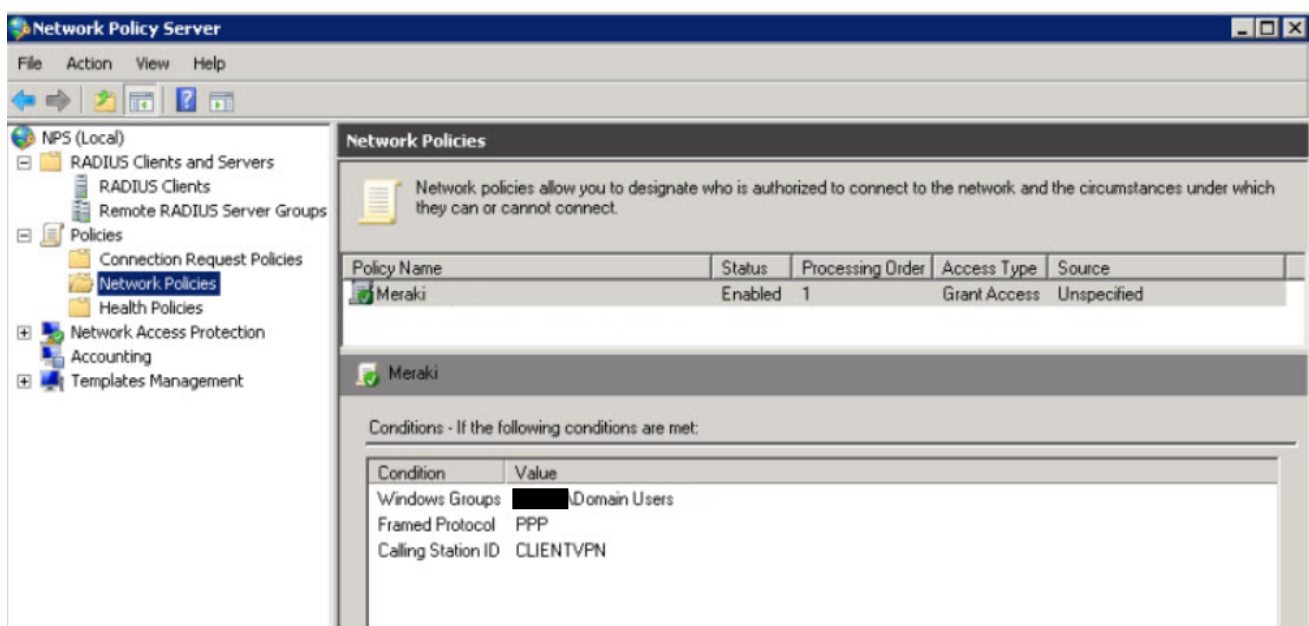 Network Policy Server
File Action View Help
NPS (Local)
RADIUS Clients and Servers
RADIUS Clients
Remote RADIUS Server Groups
Policies
Connection Request Policies
Network Policies
Health Policies
Network Access Protection
Accounting
Templates Management
Network Policies
Network policies allow you to designate who is authorized to connect to the network and the circumstances under which
they can or cannot connect.
Policy Name Status Processing Order Access Type Source
Meraki Enabled 1 Grant Access Unspecified
Meraki
Conditions - If the following conditions are met:
Condition Value
Windows Groups \Domain Users
Framed Protocol PPP
Calling Station ID CLIENTVPN